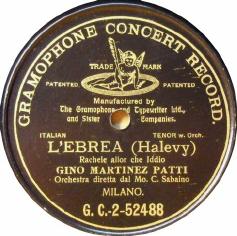 GRAMOPHONE CONCERT RECORD.
TRADE MARK
PATENTED PATENTED
Manufactured by
The Gramophone and Typewriter Ltd.,
and Sister Companies.
ITALIAN TENOR w. Orch.
L'EBREA (Halevy)
Rachele allor che Iddio
GINO MARTINEZ PATTI
Orchestra diretta dal Mo. C. Sabaino
MILANO.
G. C.-2-52488